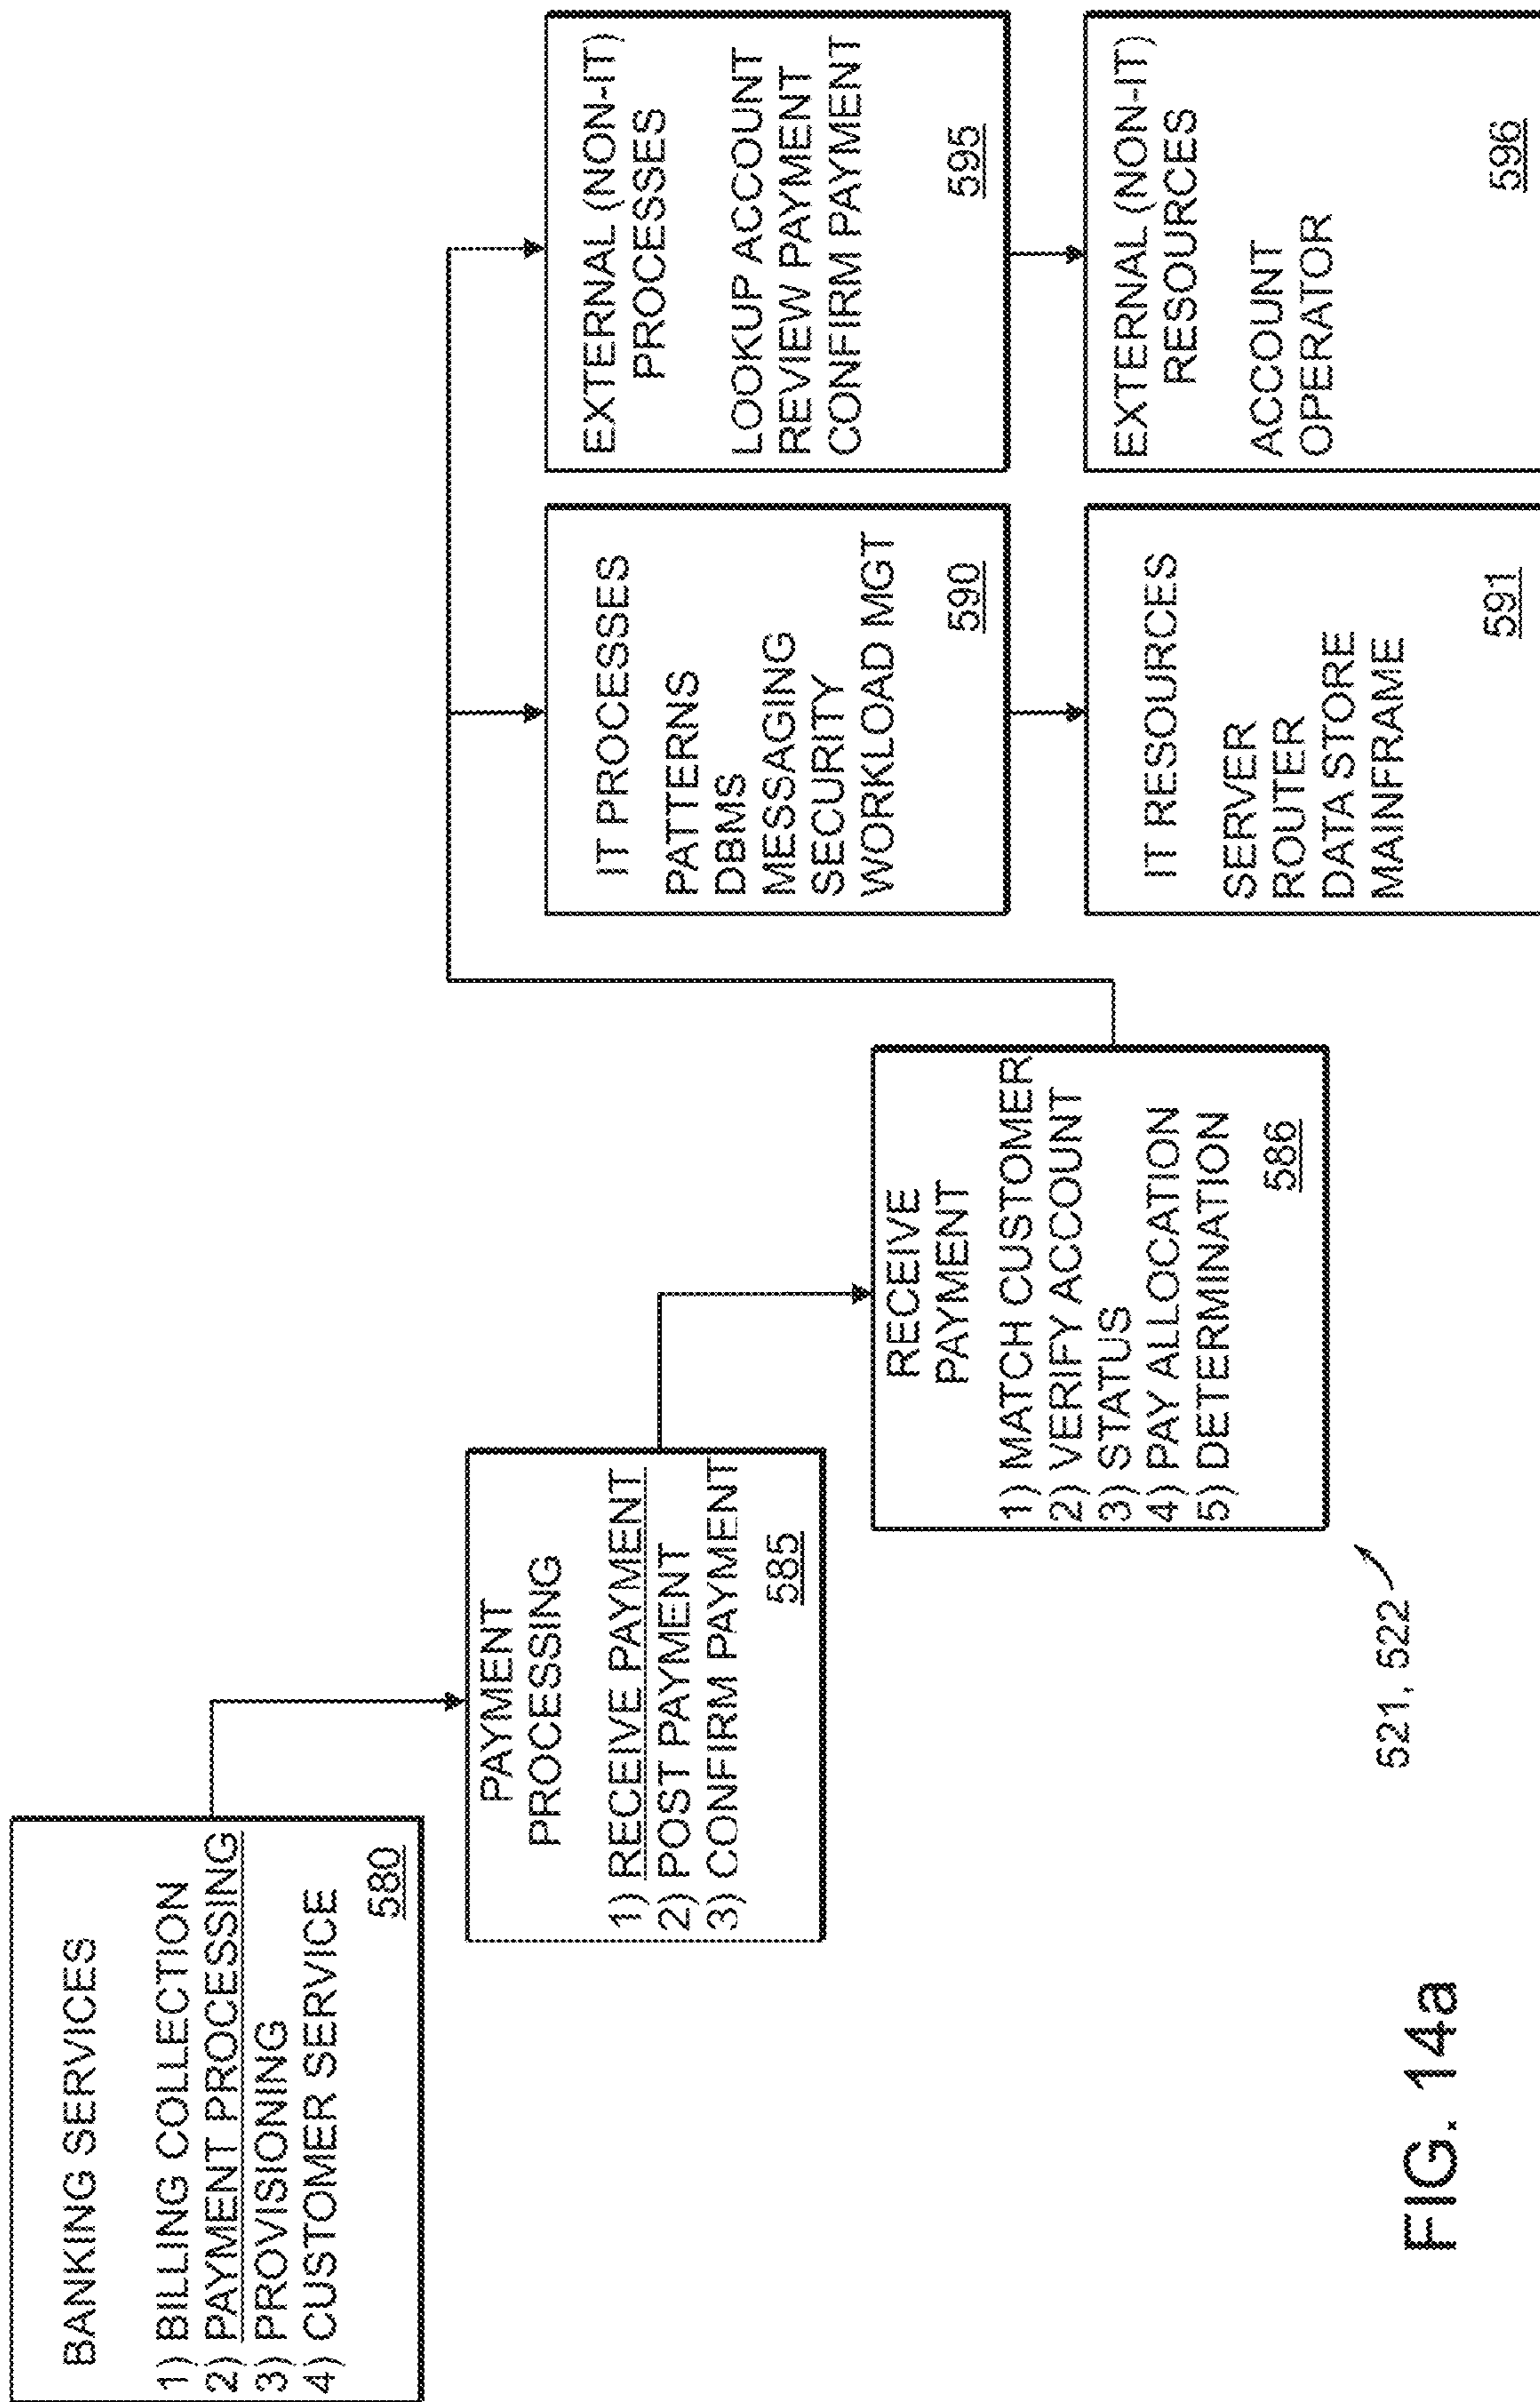 BANKING SERVICES
1) BILLING COLLECTION
2) PAYMENT PROCESSING
3) PROVISIONING
4) CUSTOMER SERVICE
580
PAYMENT
PROCESSING
1) RECEIVE PAYMENT
2) POST PAYMENT
3) CONFIRM PAYMENT
585
RECEIVE
PAYMENT
1) MATCH CUSTOMER
2) VERIFY ACCOUNT
3) STATUS
4) PAY ALLOCATION
5) DETERMINATION
586
IT PROCESSES
PATTERNS
DBMS
MESSAGING
SECURITY
WORKLOAD MGT
590
EXTERNAL (NON-IT)
PROCESSES
LOOKUP ACCOUNT
REVIEW PAYMENT
CONFIRM PAYMENT
595
IT RESOURCES
SERVER
ROUTER
DATA STORE
MAINFRAME
591
EXTERNAL (NON-IT)
RESOURCES
ACCOUNT
OPERATOR
596
521, 522
FIG. 14a